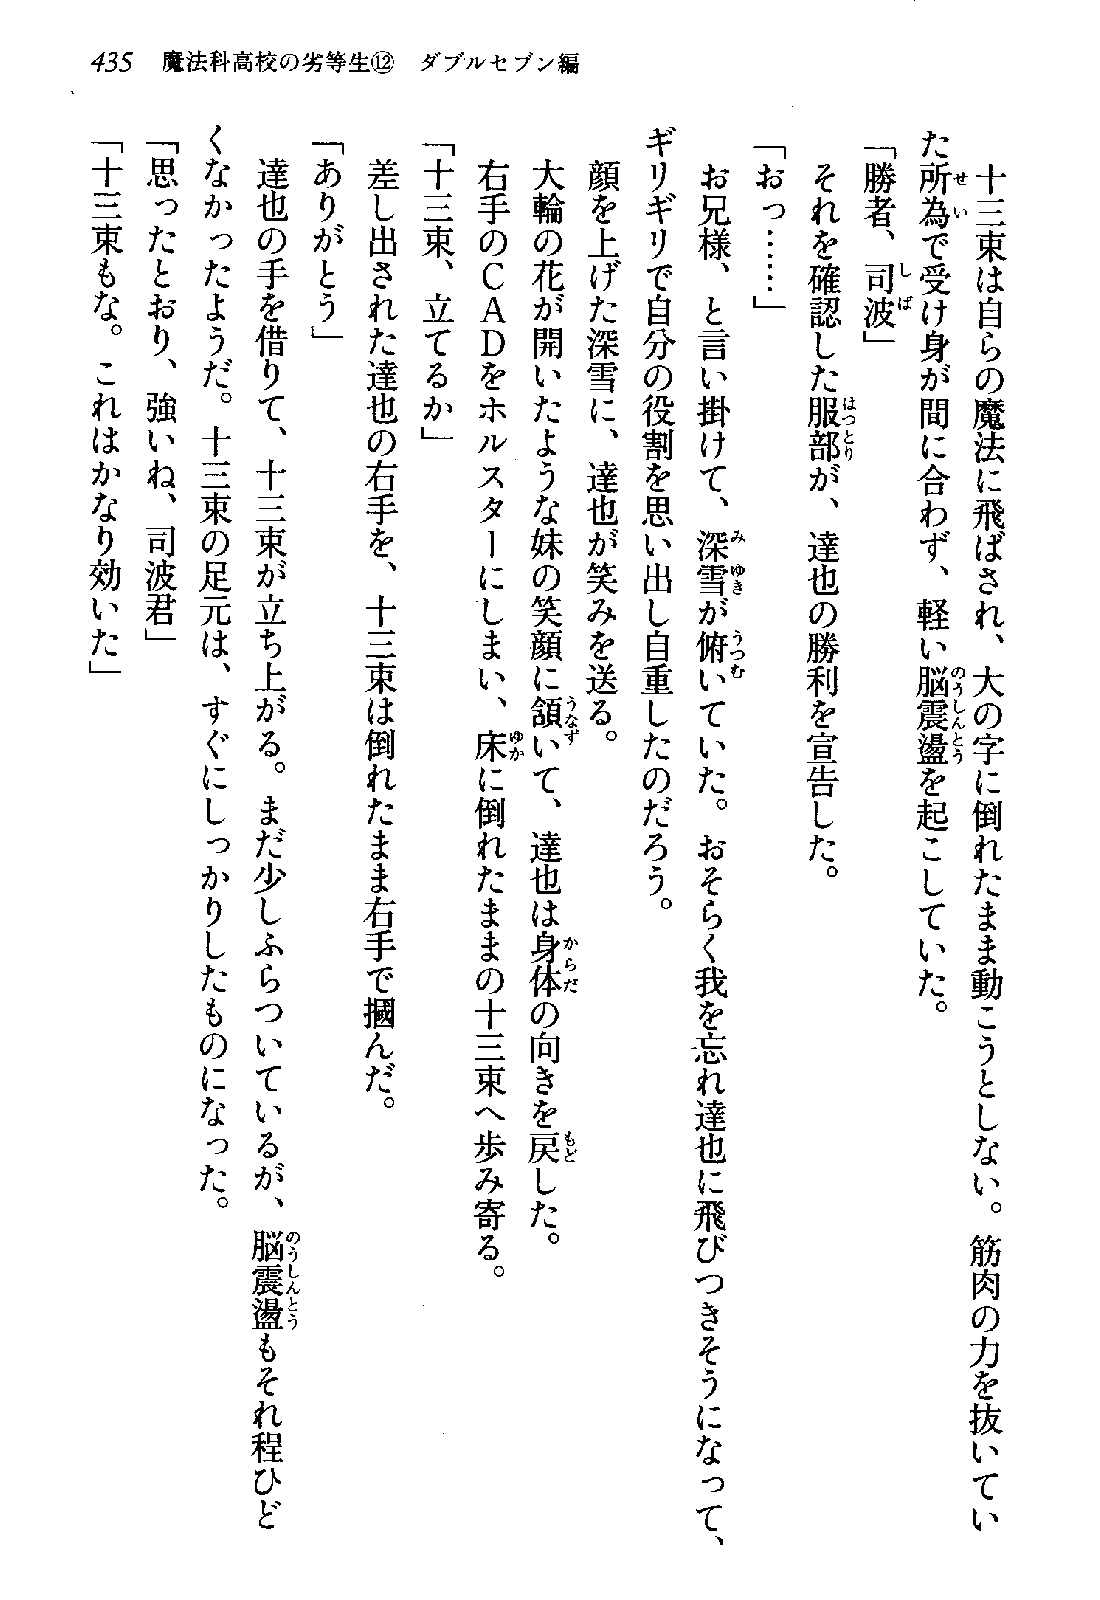 435　魔法科高校の劣等生⑫　ダブルセブン編
　十三束は自らの魔法に飛ばされ、大の字に倒れたまま動こうとしない。筋肉の力を抜いてい
た所為で受け身が間に合わず、軽い脳震盪を起こしていた。
「勝者、司波」
　それを確認した服部が、達也の勝利を宣告した。
「おっ……」
　お兄様、と言い掛けて、深雪が俯いていた。おそらく我を忘れ達也に飛びつきそうになって、
ギリギリで自分の役割を思い出し自重したのだろう。
　顔を上げた深雪に、達也が笑みを送る。
　大輪の花が開いたような妹の笑顔に頷いて、達也は身体の向きを戻した。
　右手のＣＡＤをホルスターにしまい、床に倒れたままの十三束へ歩み寄る。
「十三束、立てるか」
　差し出された達也の右手を、十三束は倒れたまま右手で摑んだ。
「ありがとう」
　達也の手を借りて、十三束が立ち上がる。まだ少しふらついているが、脳震盪もそれ程ひど
くなかったようだ。十三束の足元は、すぐにしっかりしたものになった。
「思ったとおり、強いね、司波君」
「十三束もな。これはかなり効いた」